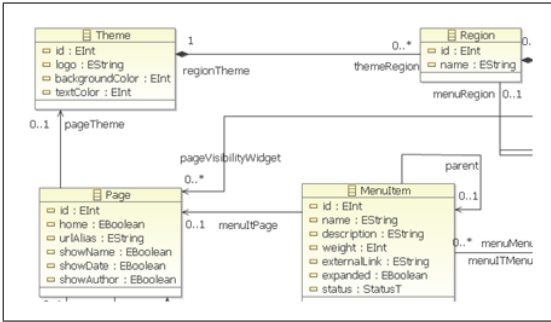 Theme
id : EInt
logo : EString
backgroundColor : EInt
textColor : EInt
1
regionTheme
0..*
themeRegion
Region
id : EInt
name : EString
0..
menuRegion
0..1
0..1
pageTheme
pageVisibilityWidget
0..*
Page
id : EInt
home : EBoolean
urlAlias : EString
showName : EBoolean
showDate : EBoolean
showAuthor : EBoolean
0..1
menuItPage
MenuItem
id : EInt
name : EString
description : EString
weight : EInt
externalLink : EString
expanded : EBoolean
status : StatusT
parent
0..1
0..*
menuMenu
menuITMenu